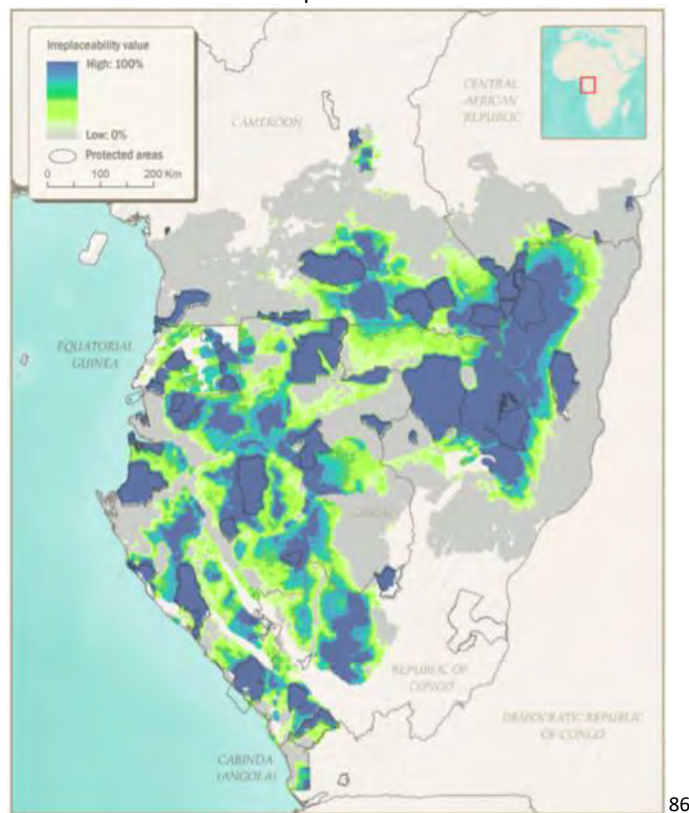 Irreplaceability value
High: 100%
Low: 0%
Protected areas
0 100 200 Km
CENTRAL
AFRICAN
REPUBLIC
CAMEROON
EQUATORIAL
GUINEA
REPUBLIC OF
CONGO
DEMOCRATIC REPUBLIC
OF CONGO
CABINDA
(ANGOLA)
86